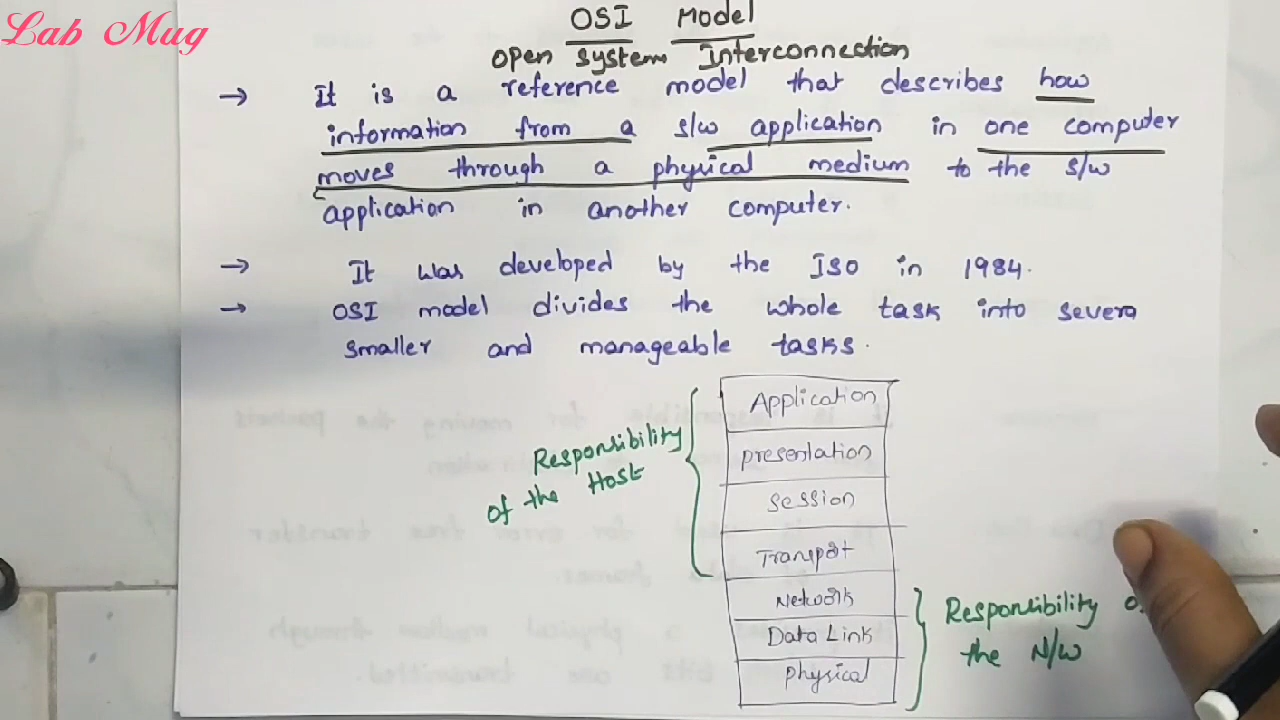 Lab Mug
OSI Model
open system Interconnection
→ It is a reference model that describes how
information from a s/w application in one computer
moves through a physical medium to the s/w
application in another computer.
→ It was developed by the ISO in 1984.
→ OSI model divides the whole task into severa
smaller and manageable tasks.
Application
presentation
session
Transport
Network
Data Link
physical
Responsibility
of the Host
Responsibility o
the N/w